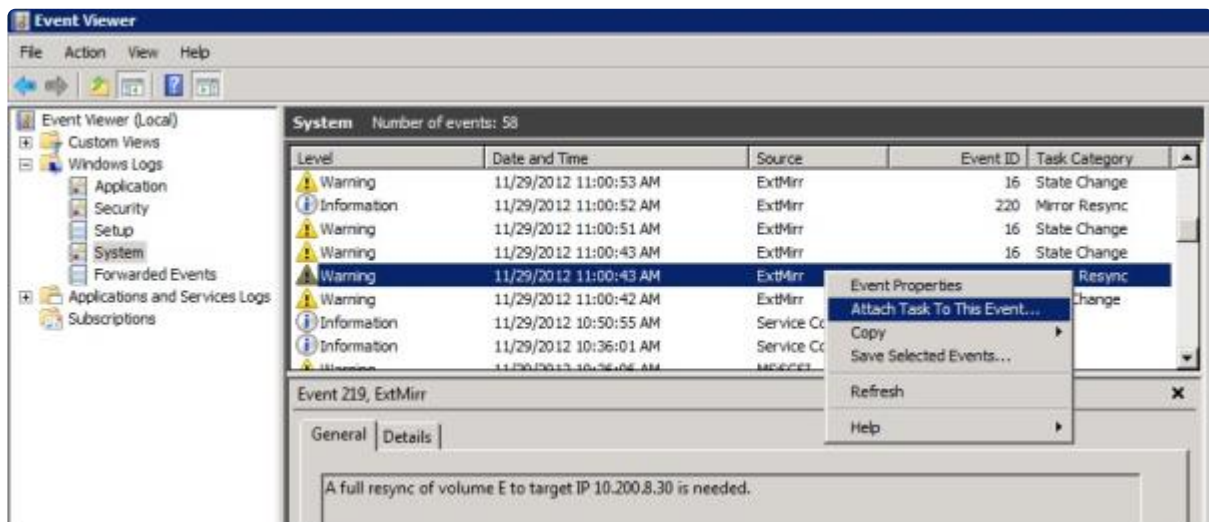 Event Viewer
File Action View Help
Event Viewer (Local)
Custom Views
Windows Logs
Application
Security
Setup
System
Forwarded Events
Applications and Services Logs
Subscriptions
System Number of events: 58
Level Date and Time Source Event ID Task Category
Warning 11/29/2012 11:00:53 AM ExtMirr 16 State Change
Information 11/29/2012 11:00:52 AM ExtMirr 220 Mirror Resync
Warning 11/29/2012 11:00:51 AM ExtMirr 16 State Change
Warning 11/29/2012 11:00:43 AM ExtMirr 16 State Change
Warning 11/29/2012 11:00:43 AM ExtMirr Resync
Warning 11/29/2012 11:00:42 AM ExtMirr Change
Information 11/29/2012 10:50:55 AM Service Co
Information 11/29/2012 10:36:01 AM Service Co
Event Properties
Attach Task To This Event...
Copy
Save Selected Events...
Refresh
Help
Event 219, ExtMirr
General Details
A full resync of volume E to target IP 10.200.8.30 is needed.